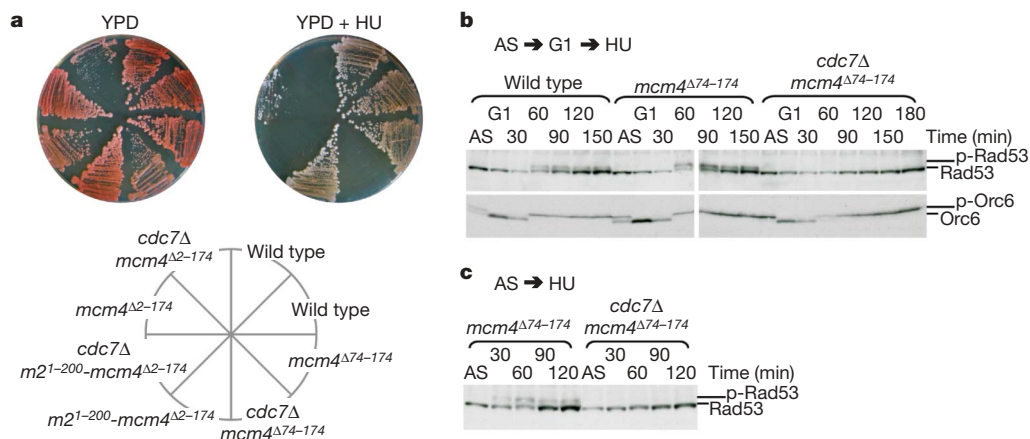 a
YPD
YPD + HU
cdc7Δ
mcm4Δ2–174
Wild type
mcm4Δ2–174
Wild type
cdc7Δ
m21–200-mcm4Δ2–174
mcm4Δ74–174
m21–200-mcm4Δ2–174
cdc7Δ
mcm4Δ74–174
b
AS ➔ G1 ➔ HU
Wild type
mcm4Δ74–174
cdc7Δ
mcm4Δ74–174
G1 60 120 G1 60 120 G1 60 120 180
AS 30 90 150 AS 30 90 150 AS 30 90 150 Time (min)
p-Rad53
Rad53
p-Orc6
Orc6
c
AS ➔ HU
mcm4Δ74–174
cdc7Δ
mcm4Δ74–174
30 90 30 90
AS 60 120 AS 60 120 Time (min)
p-Rad53
Rad53